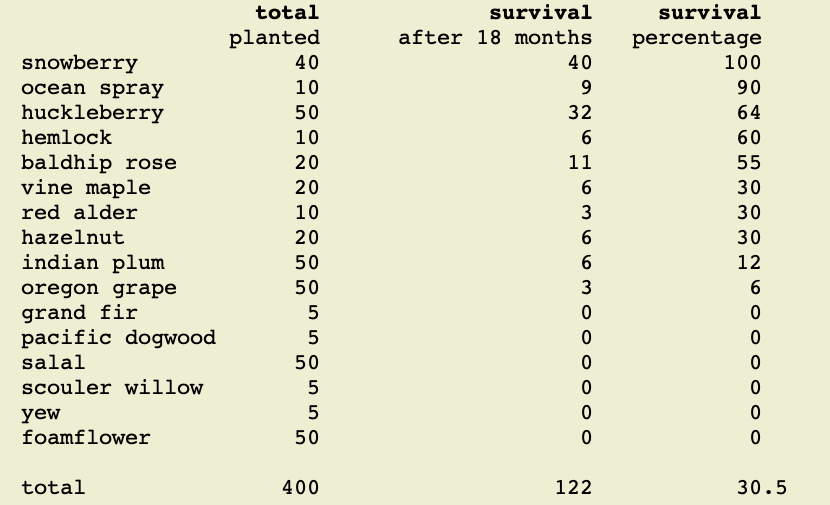 total survival survival
planted after 18 months percentage
snowberry 40 40 100
ocean spray 10 9 90
huckleberry 50 32 64
hemlock 10 6 60
baldhip rose 20 11 55
vine maple 20 6 30
red alder 10 3 30
hazelnut 20 6 30
indian plum 50 6 12
oregon grape 50 3 6
grand fir 5 0 0
pacific dogwood 5 0 0
salal 50 0 0
scouler willow 5 0 0
yew 5 0 0
foamflower 50 0 0
total 400 122 30.5